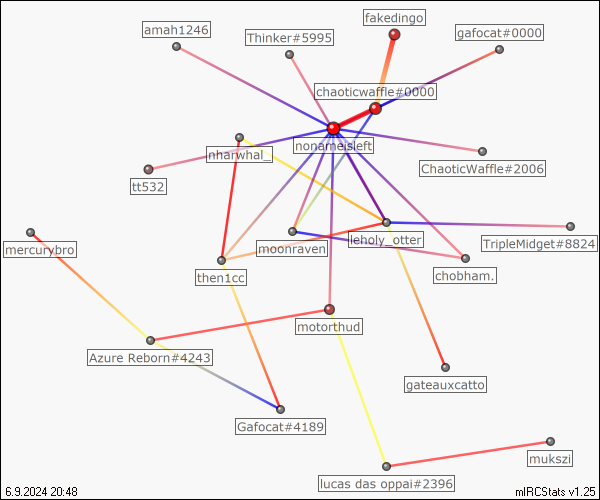 fakedingo
amah1246
gafocat#0000
Thinker#5995
chaoticwaffle#0000
nonameisleft
nharwhal_
ChaoticWaffle#2006
tt532
leholy_otter
TripleMidget#8824
mercurybro
moonraven
chobham.
then1cc
motorthud
Azure Reborn#4243
gateauxcatto
Gafocat#4189
mukszi
lucas das oppai#2396
6.9.2024 20:48
mIRCStats v1.25